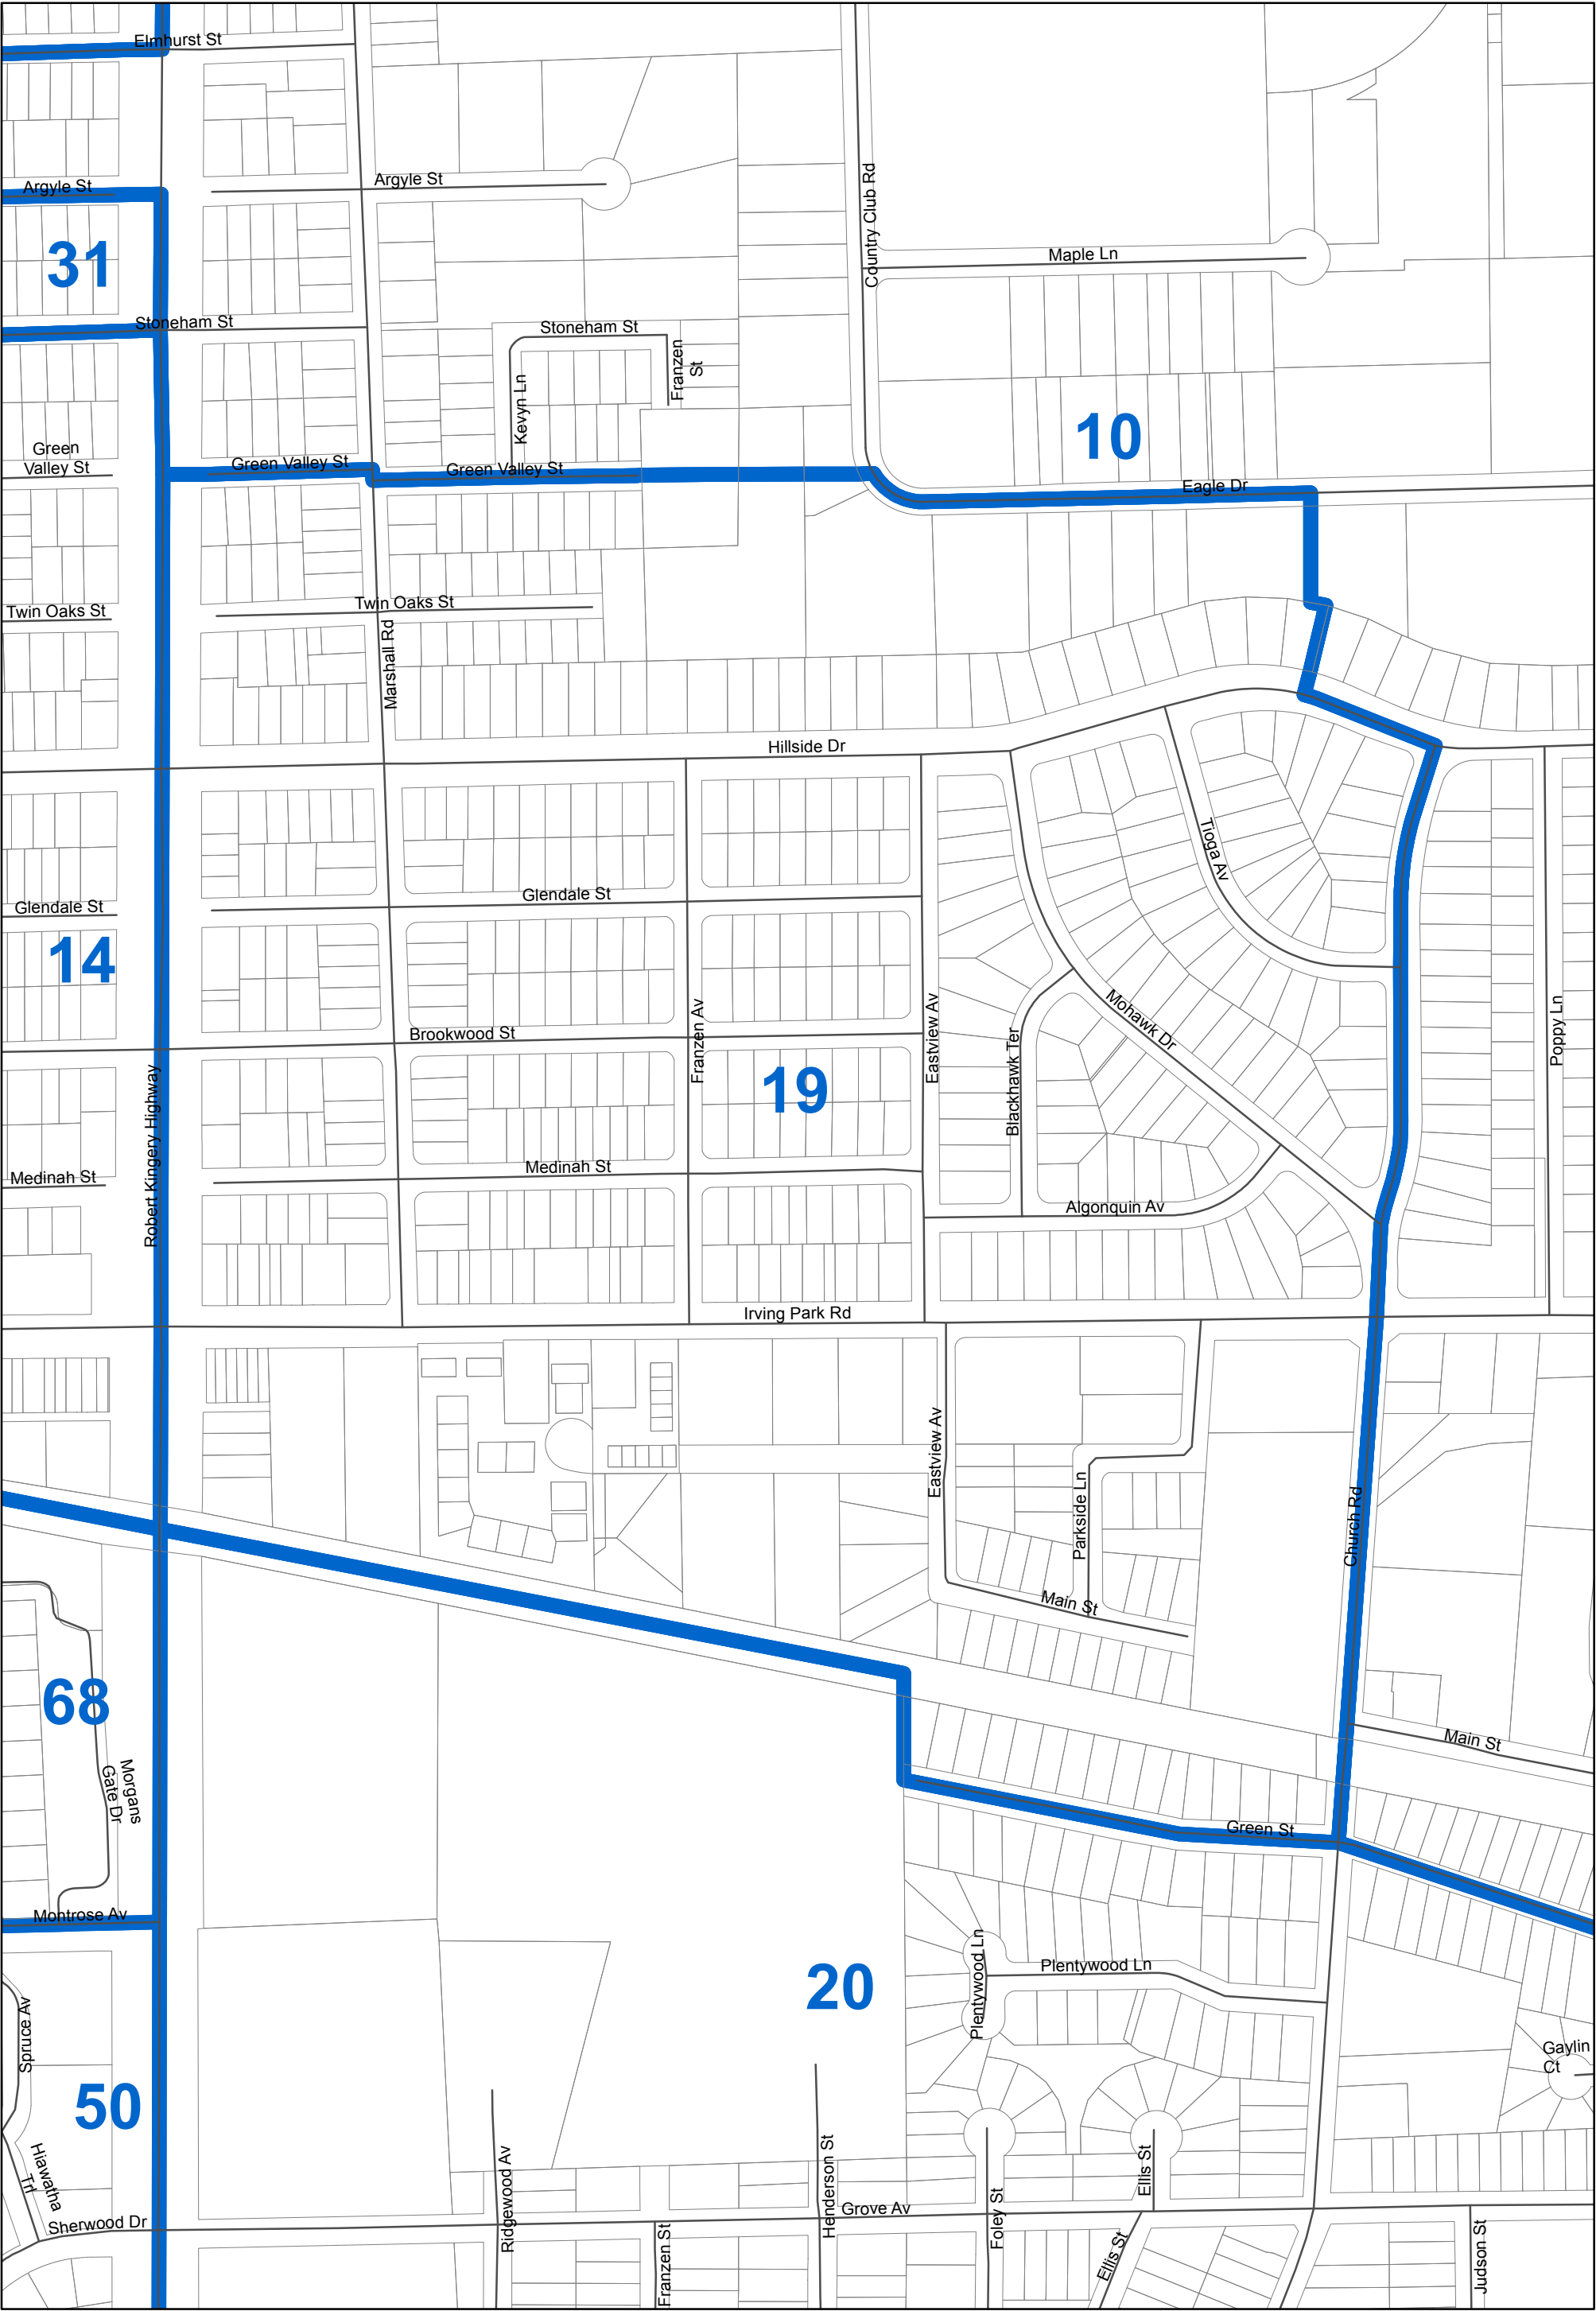 Elmhurst St
Argyle St
Argyle St
31
Country Club Rd
Maple Ln
Stoneham St
Stoneham St
Franzen
St
Kevyn Ln
10
Green
Valley St
Green Valley St
Green Valley St
Eagle Dr
Twin Oaks St
Twin Oaks St
Marshall Rd
Hillside Dr
Tioga Av
Glendale St
Glendale St
14
Mohawk Dr
Brookwood St
Franzen Av
Eastview Av
Blackhawk Ter
Poppy Ln
19
Robert Kingery Highway
Medinah St
Medinah St
Algonquin Av
Irving Park Rd
Eastview Av
Parkside Ln
Church Rd
Main St
68
Morgans
Gate Dr
Main St
Green St
Montrose Av
Plentywood Ln
Plentywood Ln
20
Spruce Av
Gaylin
Ct
50
Hiawatha
Trl
Ridgewood Av
Henderson St
Ellis St
Sherwood Dr
Grove Av
Foley St
Franzen St
Ellis St
Judson St